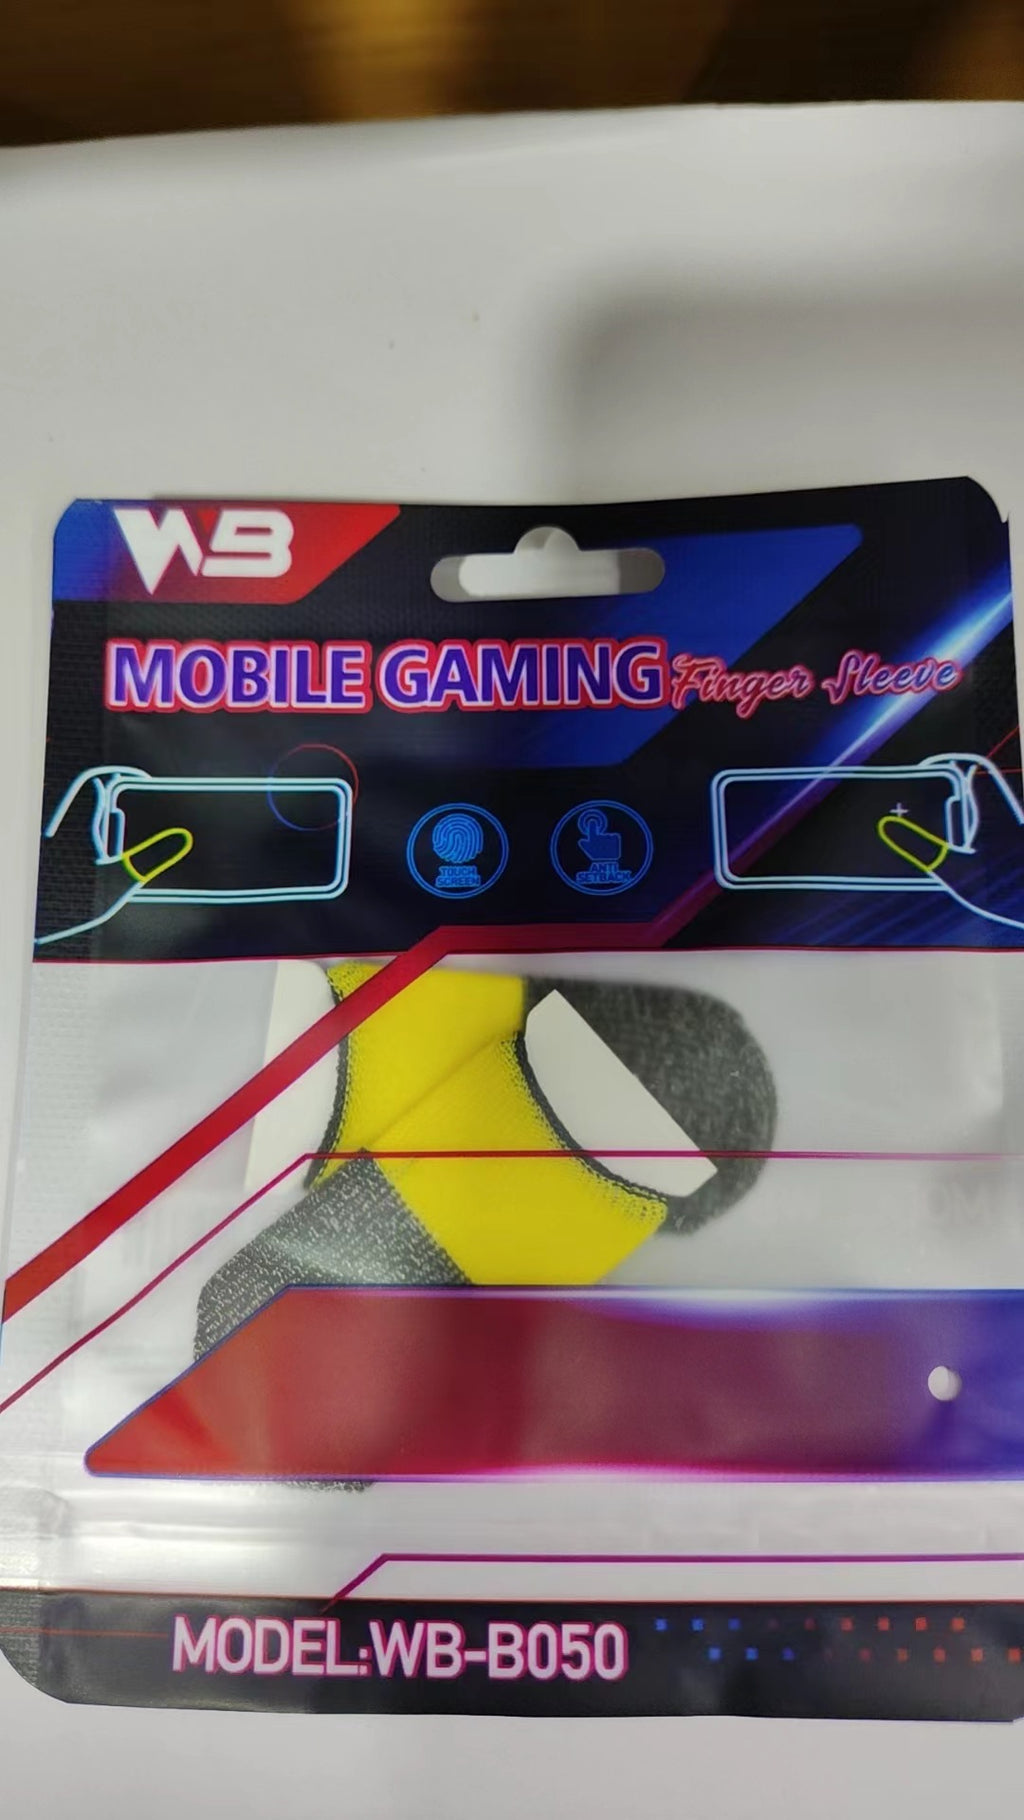 WB
MOBILE GAMING Finger Sleeve
TOUCH
SCREEN
ANTI
SETBACK
MODEL:WB-B050